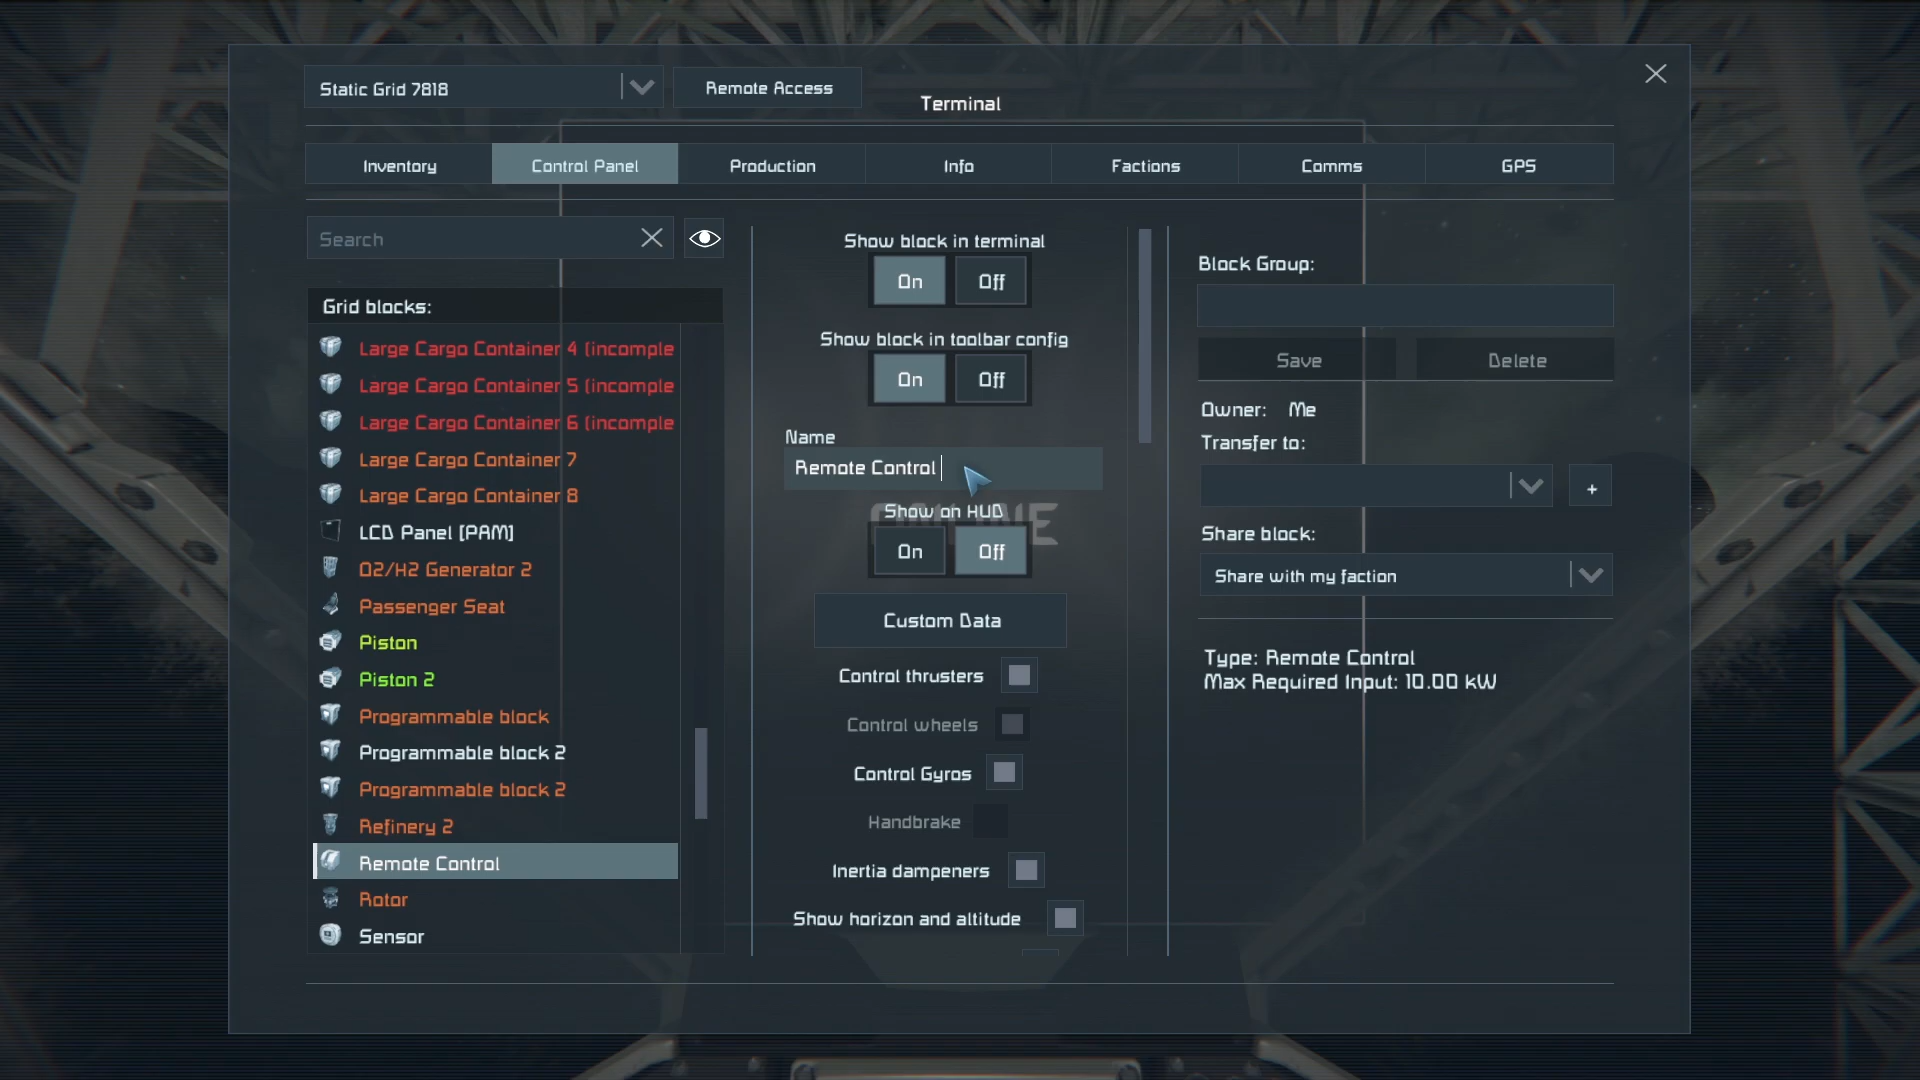 Static Grid 7818
Remote Access
Terminal
Inventory
Control Panel
Production
Info
Factions
Comms
GPS
Search
Grid blocks:
Large Cargo Container 4 (incomple
Large Cargo Container 5 (incomple
Large Cargo Container 6 (incomple
Large Cargo Container 7
Large Cargo Container 8
LCD Panel [PAM]
O2/H2 Generator 2
Passenger Seat
Piston
Piston 2
Programmable block
Programmable block 2
Programmable block 2
Refinery 2
Remote Control
Rotor
Sensor
Show block in terminal
On Off
Show block in toolbar config
On Off
Name
Remote Control
Show on HUD
On Off
Custom Data
Control thrusters
Control wheels
Control Gyros
Handbrake
Inertia dampeners
Show horizon and altitude
Block Group:
Save
Delete
Owner: Me
Transfer to:
+
Share block:
Share with my faction
Type: Remote Control
Max Required Input: 10.00 kW